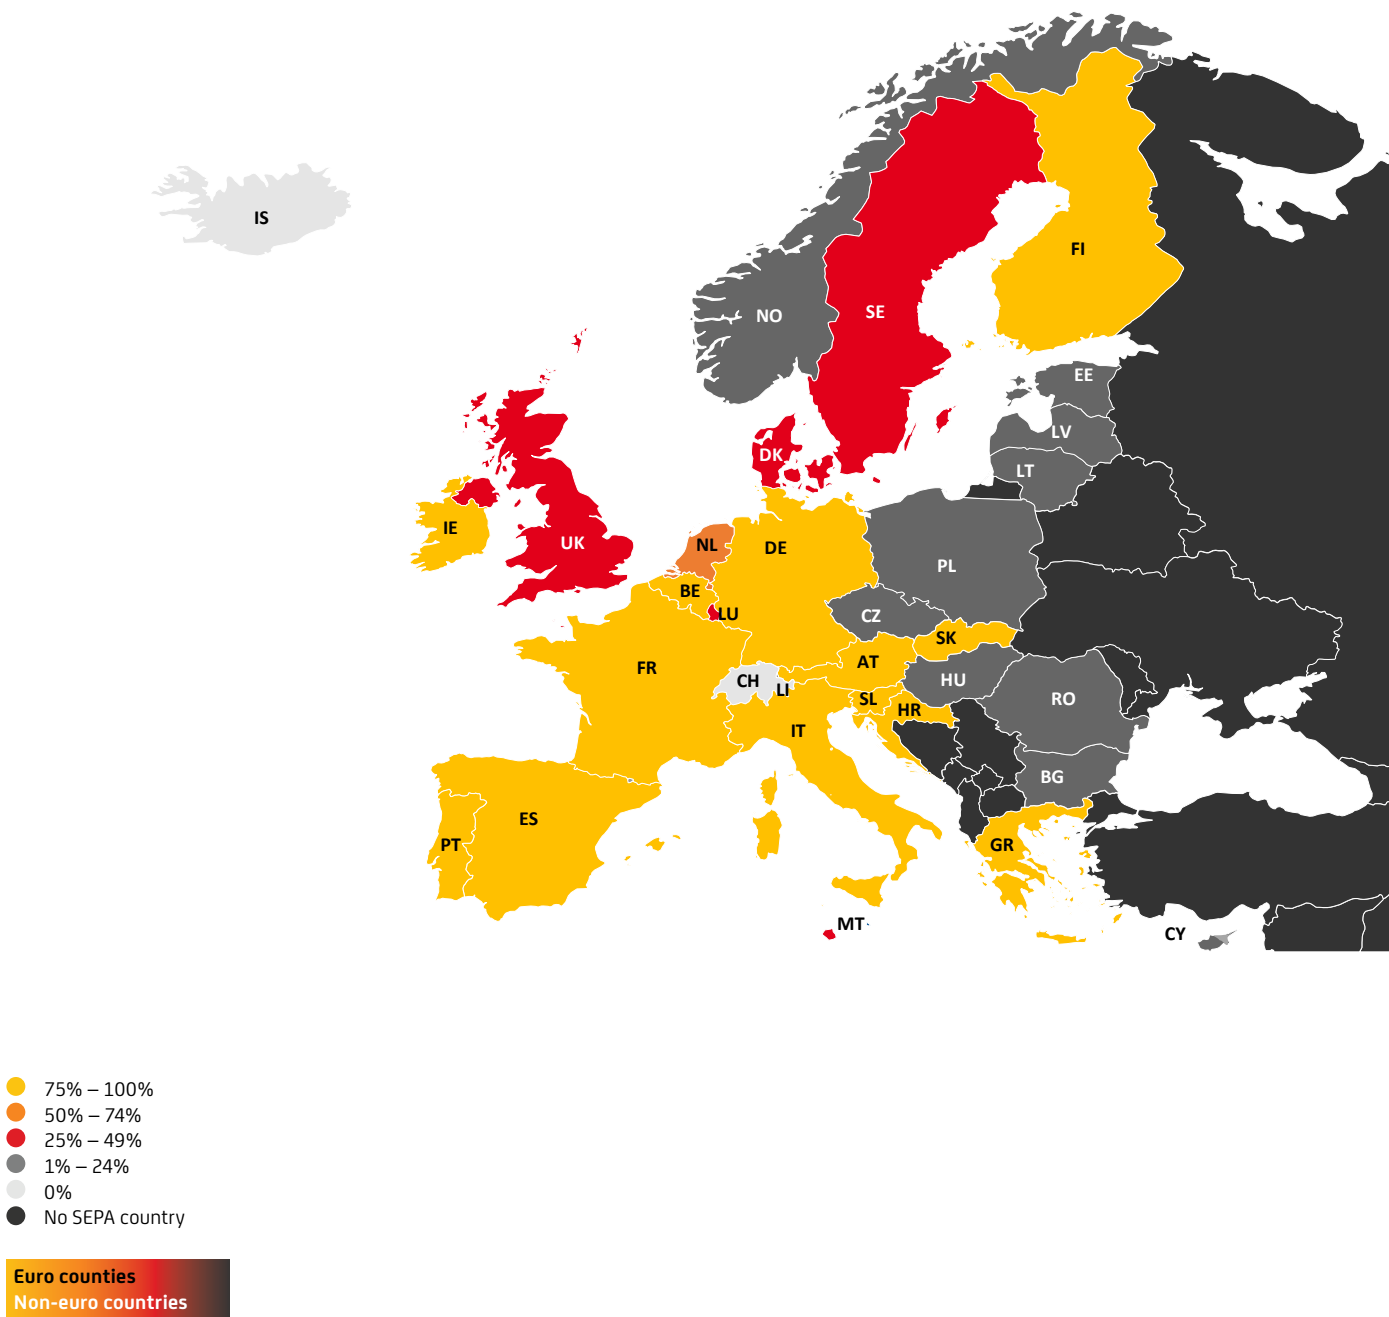 IS
FI
NO
SE
EE
LV
DK
LT
IE
UK
NL
DE
PL
BE
LU
CZ
SK
FR
AT
CH
LI
HU
SL
HR
RO
IT
BG
ES
PT
GR
MT
CY
75% – 100%
50% – 74%
25% – 49%
1% – 24%
0%
No SEPA country
Euro counties
Non-euro countries